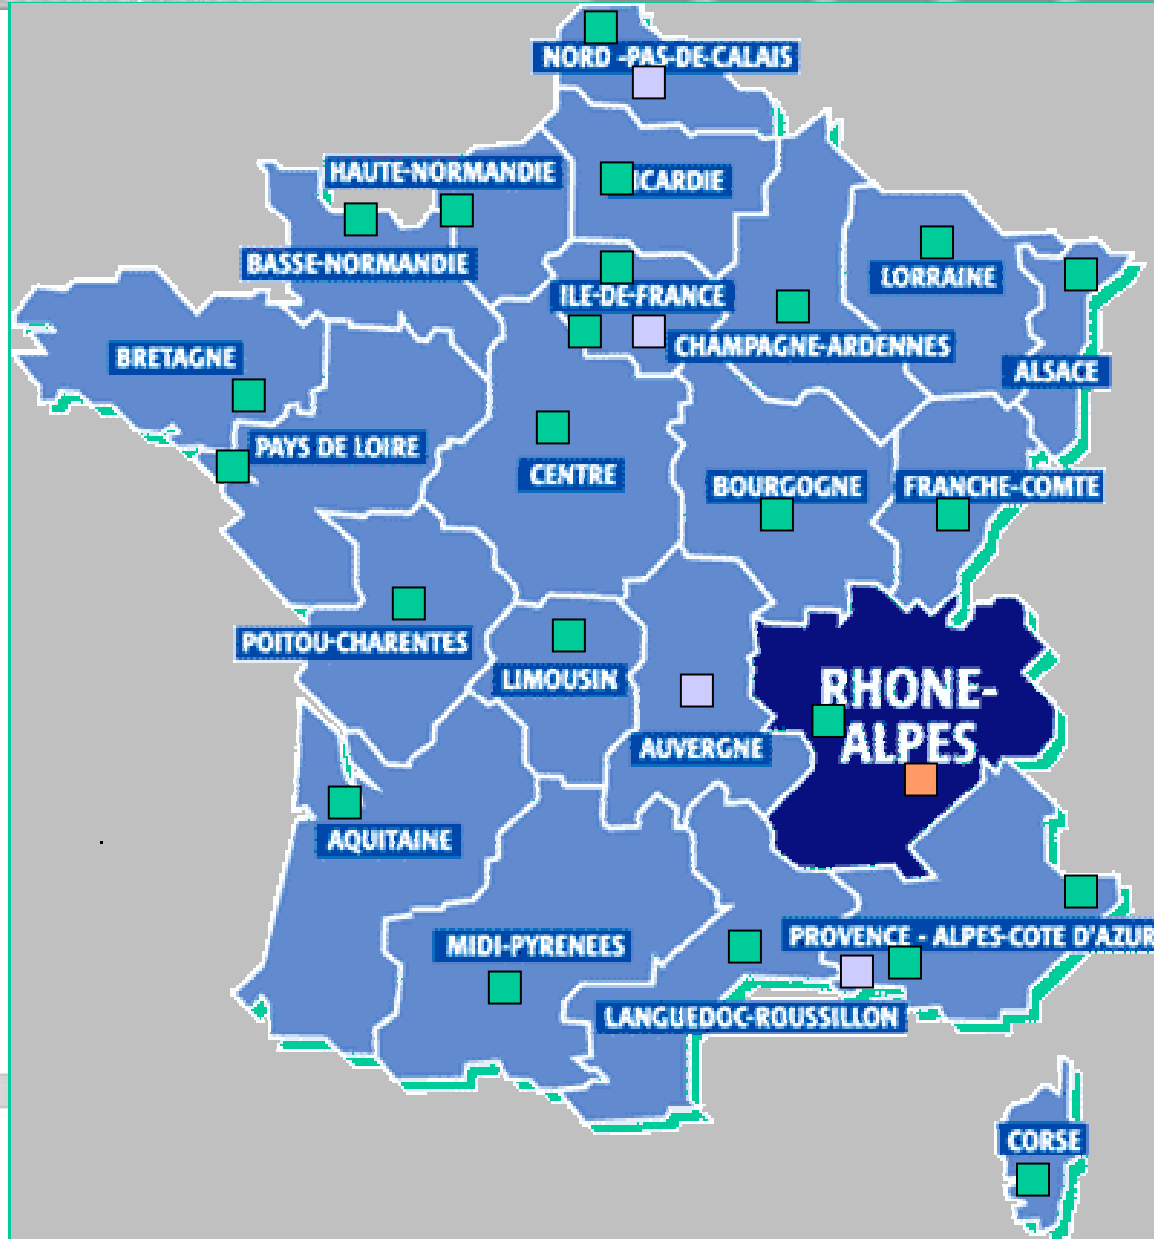 NORD -PAS-DE-CALAIS
HAUTE-NORMANDIE
ICARDIE
BASSE-NORMANDIE
LORRAINE
ILE-DE-FRANCE
CHAMPAGNE-ARDENNES
BRETAGNE
ALSACE
PAYS DE LOIRE
CENTRE
BOURGOGNE
FRANCHE-COMTE
POITOU-CHARENTES
LIMOUSIN
RHONE-
ALPES
AUVERGNE
AQUITAINE
MIDI-PYRENEES
PROVENCE - ALPES-COTE D'AZUR
LANGUEDOC-ROUSSILLON
CORSE